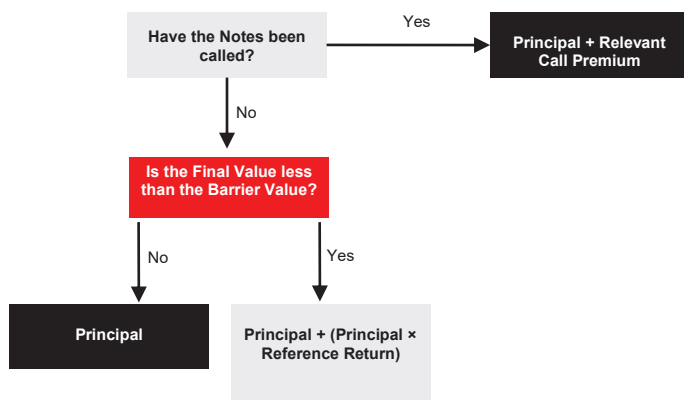 Have the Notes been
called?
Yes
Principal + Relevant
Call Premium
No
Is the Final Value less
than the Barrier Value?
No
Yes
Principal
Principal + (Principal ×
Reference Return)